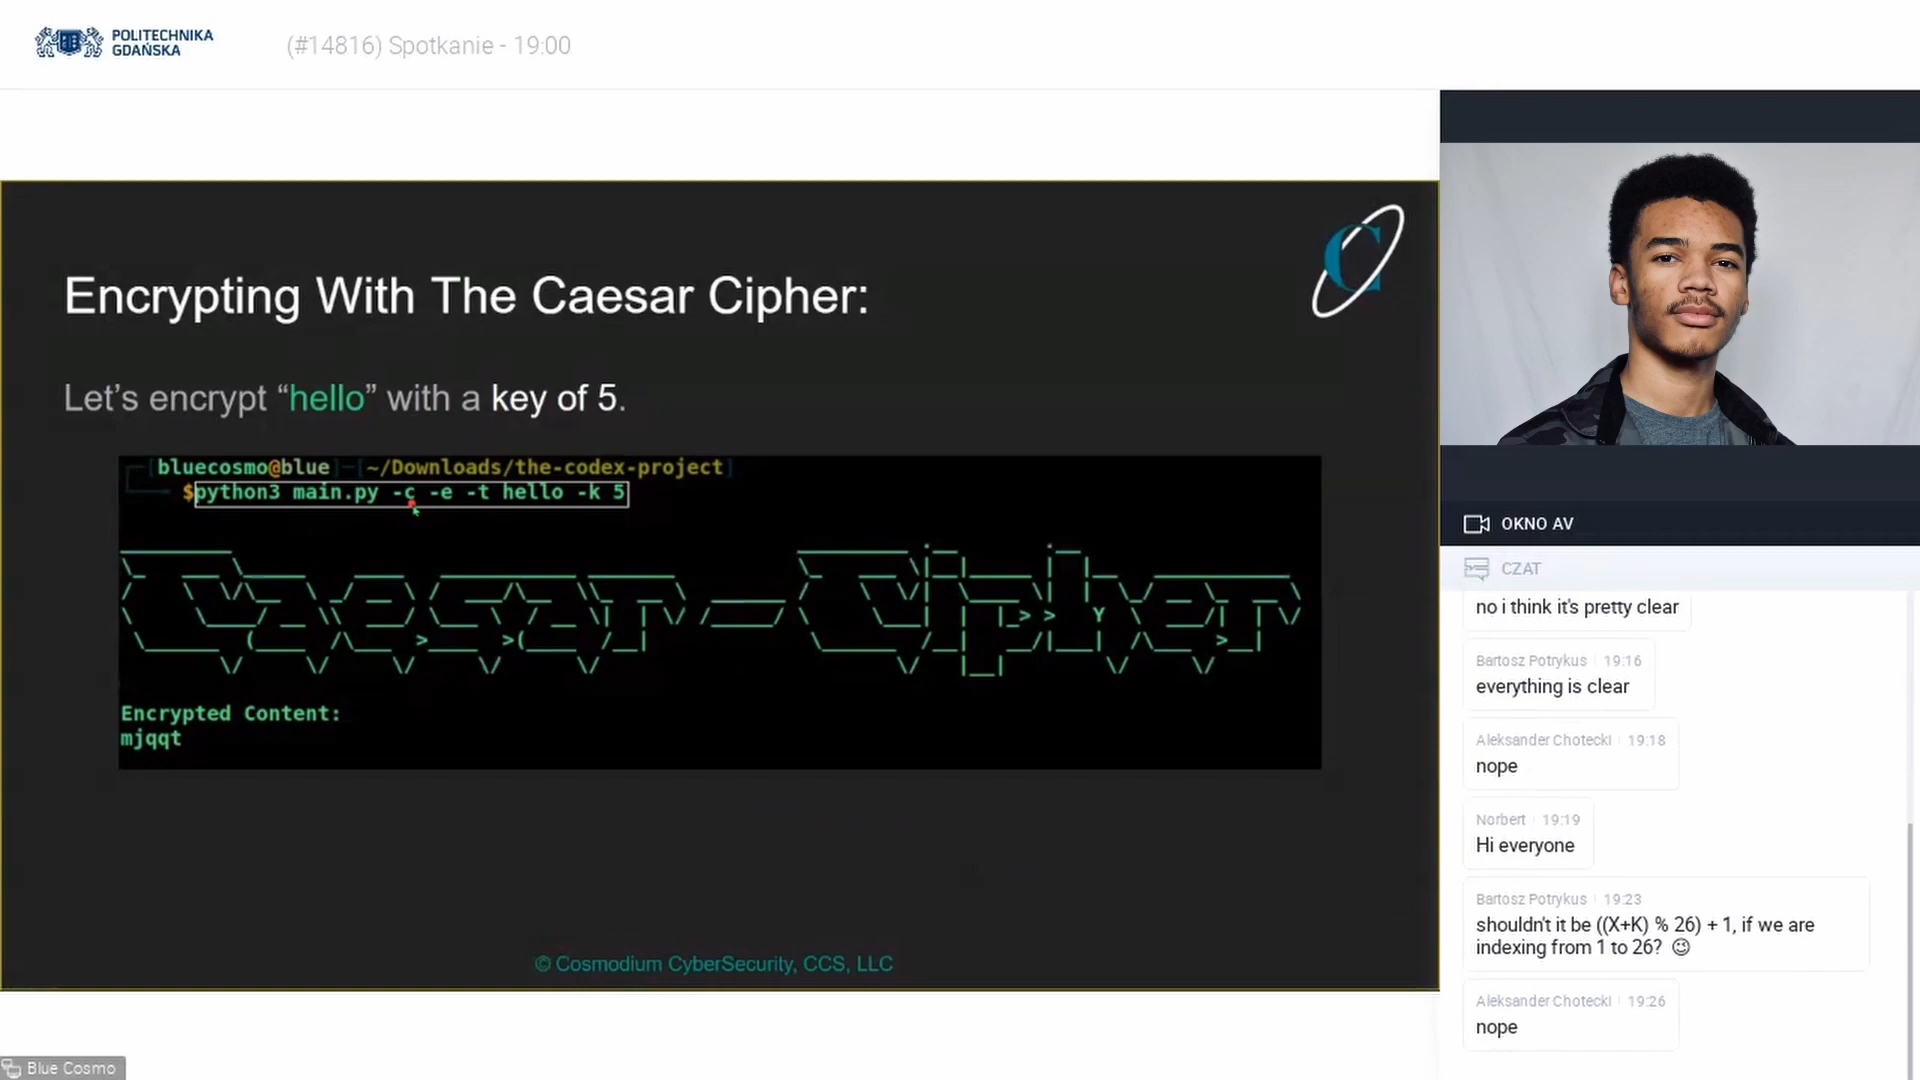 POLITECHNIKA
GDAŃSKA
(#14816) Spotkanie - 19:00
Encrypting With The Caesar Cipher:
Let's encrypt “hello” with a key of 5.
[bluecosmo@blue]-[~/Downloads/the-codex-project]
$python3 main.py -c -e -t hello -k 5
Caesar-Cipher
Encrypted Content:
mjqqt
© Cosmodium CyberSecurity, CCS, LLC
Blue Cosmo
OKNO AV
CZAT
no i think it's pretty clear
Bartosz Potrykus 19:16
everything is clear
Aleksander Chotecki 19:18
nope
Norbert 19:19
Hi everyone
Bartosz Potrykus 19:23
shouldn't it be ((X+K) % 26) + 1, if we are
indexing from 1 to 26? 😉
Aleksander Chotecki 19:26
nope